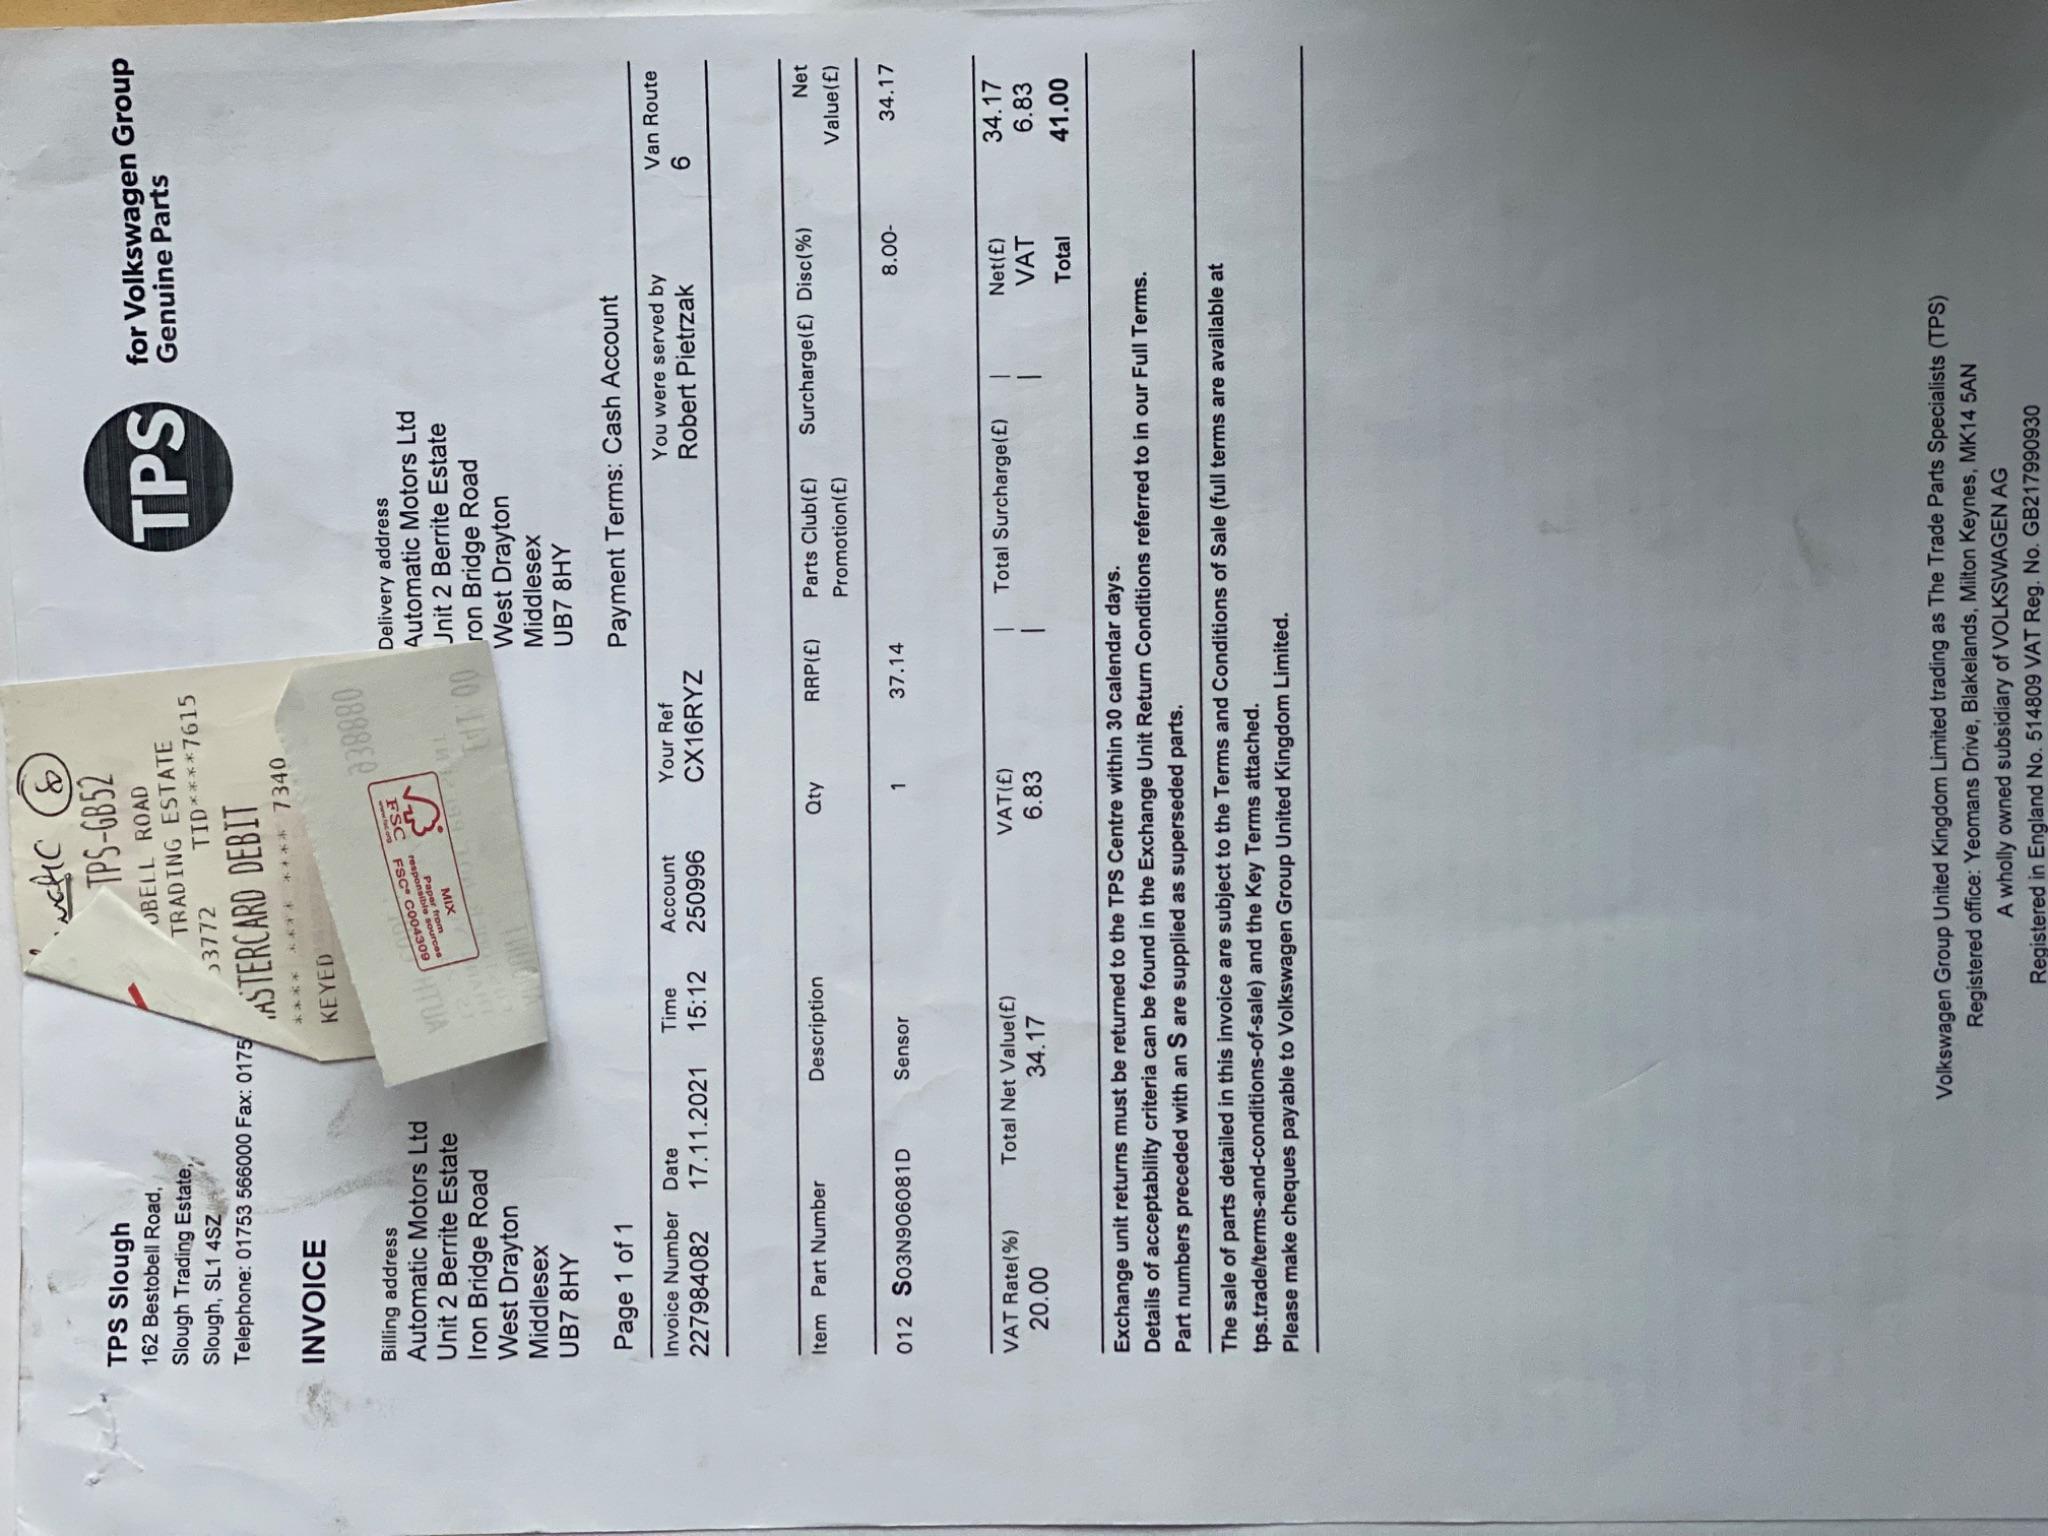 TPS Slough
162 Bestobell Road,
Slough Trading Estate,
Slough, SL1 4SZ
Telephone: 01753 566000 Fax: 0175
TPS
for Volkswagen Group
Genuine Parts
8
TPS-GB52
OBELL ROAD
TRADING ESTATE
03772 TID****7615
ASTERCARD DEBIT
**** **** **** 7340
KEYED
038880
FSC
MIX
Paper from
responsible sources
FSC® C004309
INVOICE
Billing address
Automatic Motors Ltd
Unit 2 Berrite Estate
Iron Bridge Road
West Drayton
Middlesex
UB7 8HY
Delivery address
Automatic Motors Ltd
Unit 2 Berrite Estate
ron Bridge Road
West Drayton
Middlesex
UB7 8HY
Page 1 of 1 Payment Terms: Cash Account
Invoice Number Date Time Account Your Ref You were served by Van Route
227984082 17.11.2021 15:12 250996 CX16RYZ Robert Pietrzak 6
Item Part Number Description Qty RRP(£) Parts Club(£) Surcharge(£) Disc(%) Net
Promotion(£) Value(£)
012 S03N906081D Sensor 1 37.14 8.00- 34.17
VAT Rate(%) Total Net Value(£) VAT(£) | Total Surcharge(£) | Net(£) 34.17
20.00 34.17 6.83 | | VAT 6.83
Total 41.00
Exchange unit returns must be returned to the TPS Centre within 30 calendar days.
Details of acceptability criteria can be found in the Exchange Unit Return Conditions referred to in our Full Terms.
Part numbers preceded with an S are supplied as superseded parts.
The sale of parts detailed in this invoice are subject to the Terms and Conditions of Sale (full terms are available at
tps.trade/terms-and-conditions-of-sale) and the Key Terms attached.
Please make cheques payable to Volkswagen Group United Kingdom Limited.
Volkswagen Group United Kingdom Limited trading as The Trade Parts Specialists (TPS)
Registered office: Yeomans Drive, Blakelands, Milton Keynes, MK14 5AN
A wholly owned subsidiary of VOLKSWAGEN AG
Registered in England No. 514809 VAT Reg. No. GB217990930